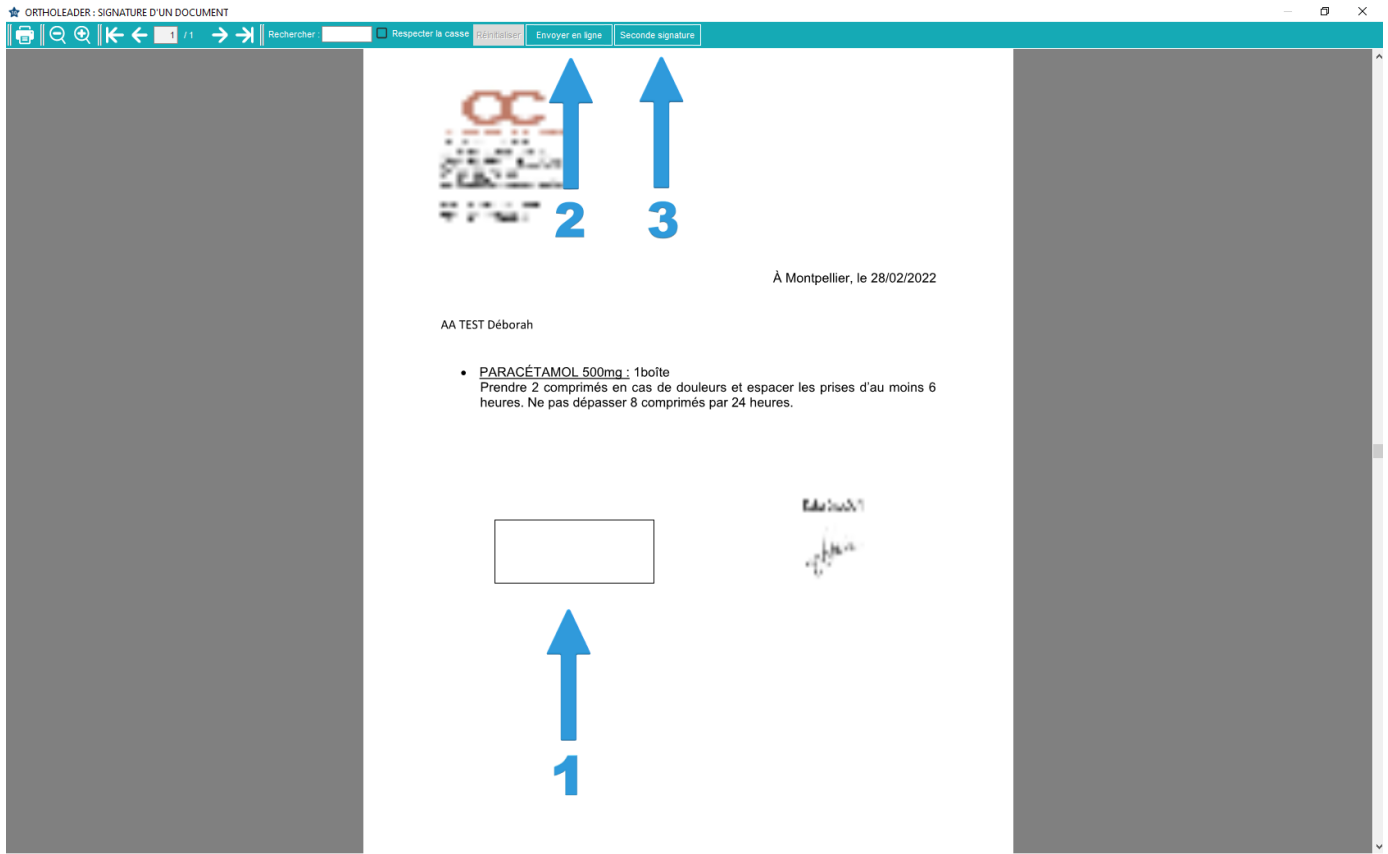 ORTHOLEADER : SIGNATURE D'UN DOCUMENT
1 / 1 Rechercher : Respecter la casse Réinitialiser Envoyer en ligne Seconde signature
2 3
À Montpellier, le 28/02/2022
AA TEST Déborah
• PARACÉTAMOL 500mg : 1boîte
Prendre 2 comprimés en cas de douleurs et espacer les prises d'au moins 6
heures. Ne pas dépasser 8 comprimés par 24 heures.
1